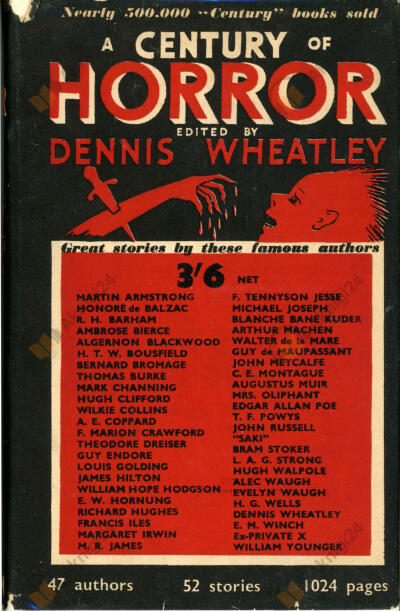 Nearly 500.000 "Century" books sold
A CENTURY OF
HORROR
EDITED BY
DENNIS WHEATLEY
Great stories by these famous authors
3'6 NET
MARTIN ARMSTRONG
HONORÉ de BALZAC
R. H. BARHAM
AMBROSE BIERCE
ALGERNON BLACKWOOD
H. T. W. BOUSFIELD
BERNARD BROMAGE
THOMAS BURKE
MARK CHANNING
HUGH CLIFFORD
WILKIE COLLINS
A. E. COPPARD
F. MARION CRAWFORD
THEODORE DREISER
GUY ENDORE
LOUIS GOLDING
JAMES HILTON
WILLIAM HOPE HODGSON
E. W. HORNUNG
RICHARD HUGHES
FRANCIS ILES
MARGARET IRWIN
M. R. JAMES
F. TENNYSON JESSE
MICHAEL JOSEPH
BLANCHE BANE KUDER
ARTHUR MACHEN
WALTER de la MARE
GUY de MAUPASSANT
JOHN METCALFE
C. E. MONTAGUE
AUGUSTUS MUIR
MRS. OLIPHANT
EDGAR ALLAN POE
T. F. POWYS
JOHN RUSSELL
"SAKI"
BRAM STOKER
L. A. G. STRONG
HUGH WALPOLE
ALEC WAUGH
EVELYN WAUGH
H. G. WELLS
DENNIS WHEATLEY
E. M. WINCH
Ex-PRIVATE X
WILLIAM YOUNGER
47 authors 52 stories 1024 pages